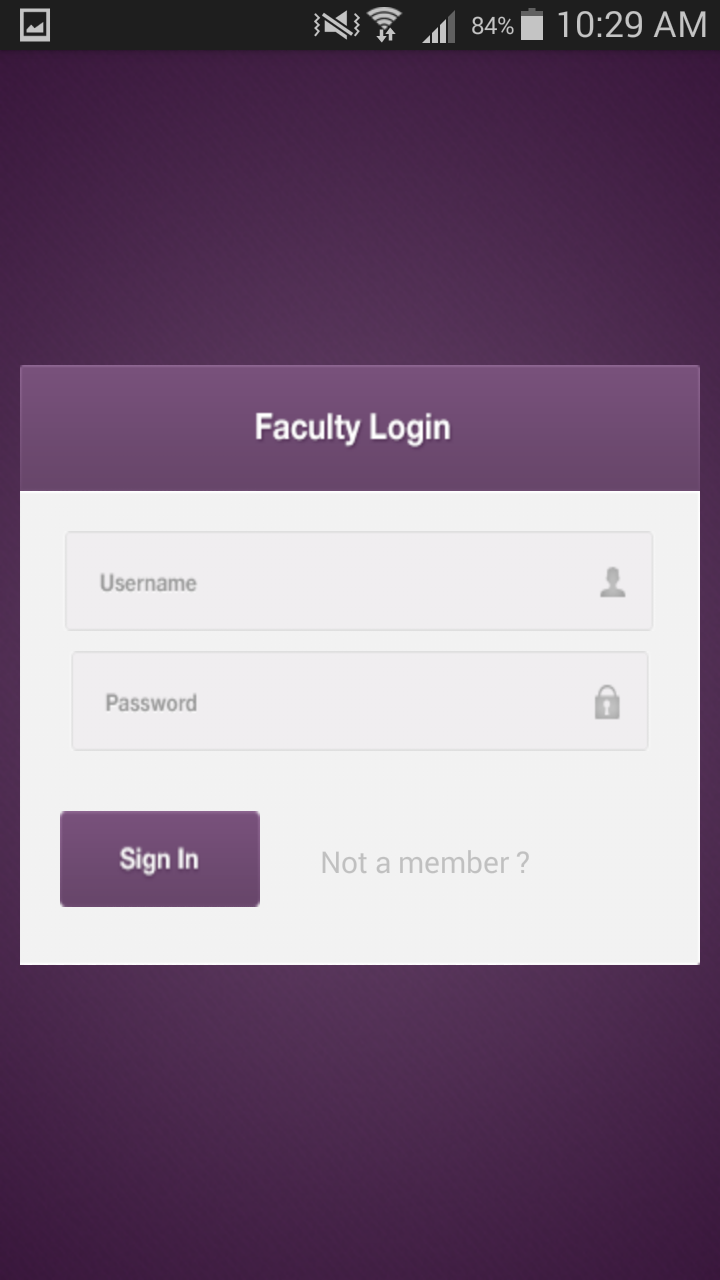 84% 10:29 AM
Faculty Login
Username
Password
Sign In
Not a member ?